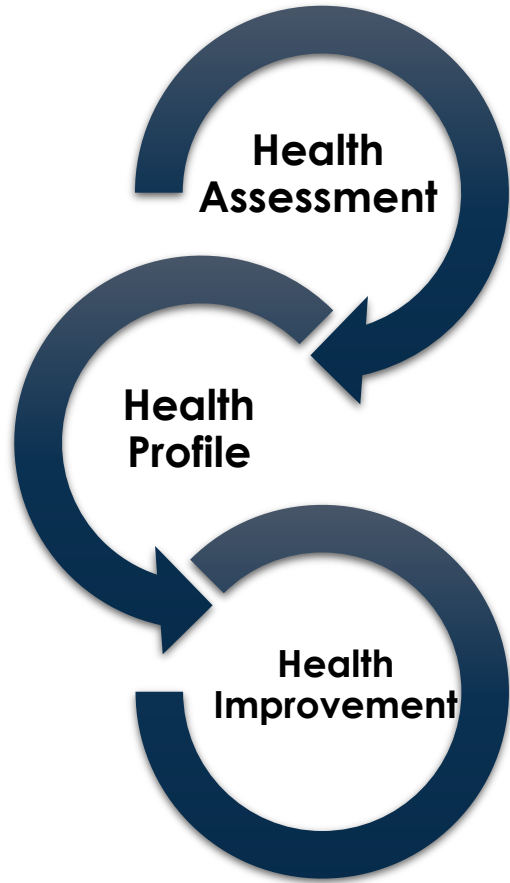 Health
Assessment
Health
Profile
Health
Improvement